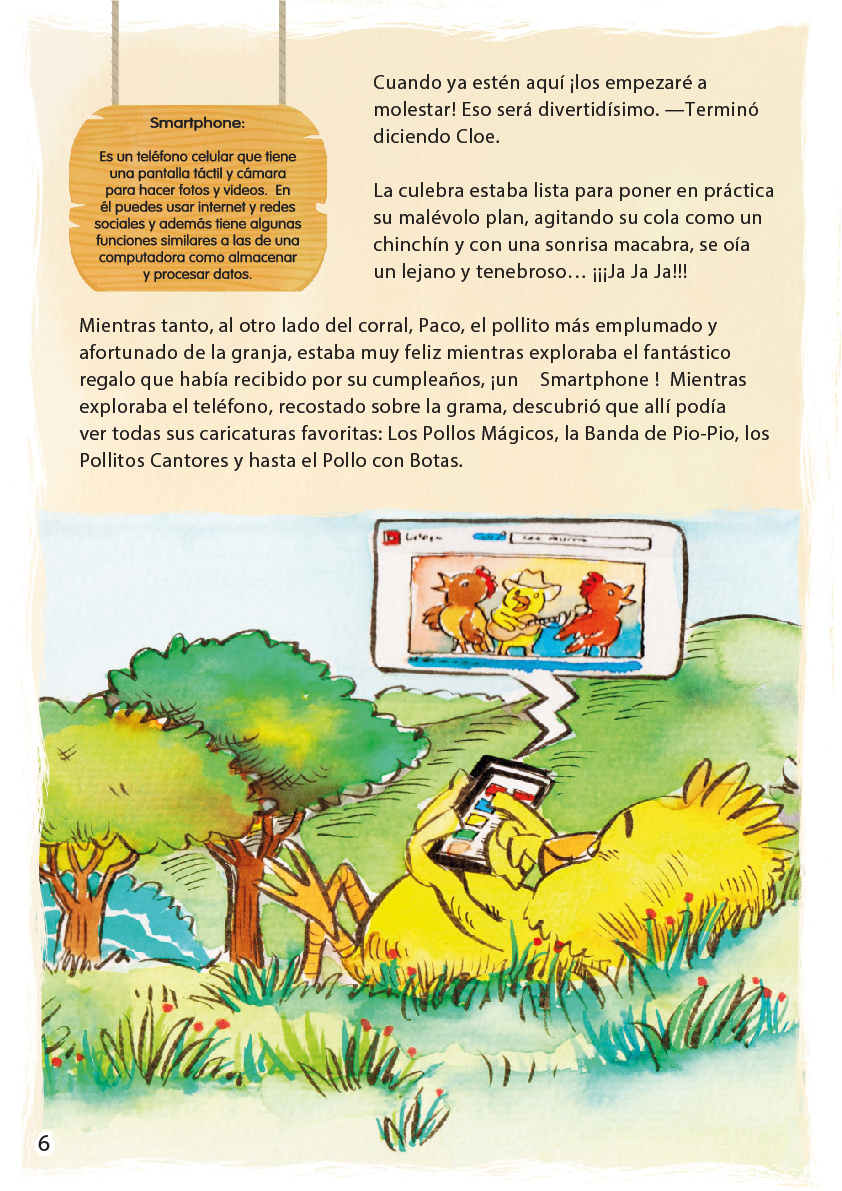 Smartphone:
Es un teléfono celular que tiene
una pantalla táctil y cámara
para hacer fotos y videos. En
él puedes usar internet y redes
sociales y además tiene algunas
funciones similares a las de una
computadora como almacenar
y procesar datos.
Cuando ya estén aquí ¡los empezaré a
molestar! Eso será divertidísimo. —Terminó
diciendo Cloe.
La culebra estaba lista para poner en práctica
su malévolo plan, agitando su cola como un
chinchín y con una sonrisa macabra, se oía
un lejano y tenebroso… ¡¡¡Ja Ja Ja!!!
Mientras tanto, al otro lado del corral, Paco, el pollito más emplumado y
afortunado de la granja, estaba muy feliz mientras exploraba el fantástico
regalo que había recibido por su cumpleaños, ¡un Smartphone ! Mientras
exploraba el teléfono, recostado sobre la grama, descubrió que allí podía
ver todas sus caricaturas favoritas: Los Pollos Mágicos, la Banda de Pio-Pio, los
Pollitos Cantores y hasta el Pollo con Botas.
6